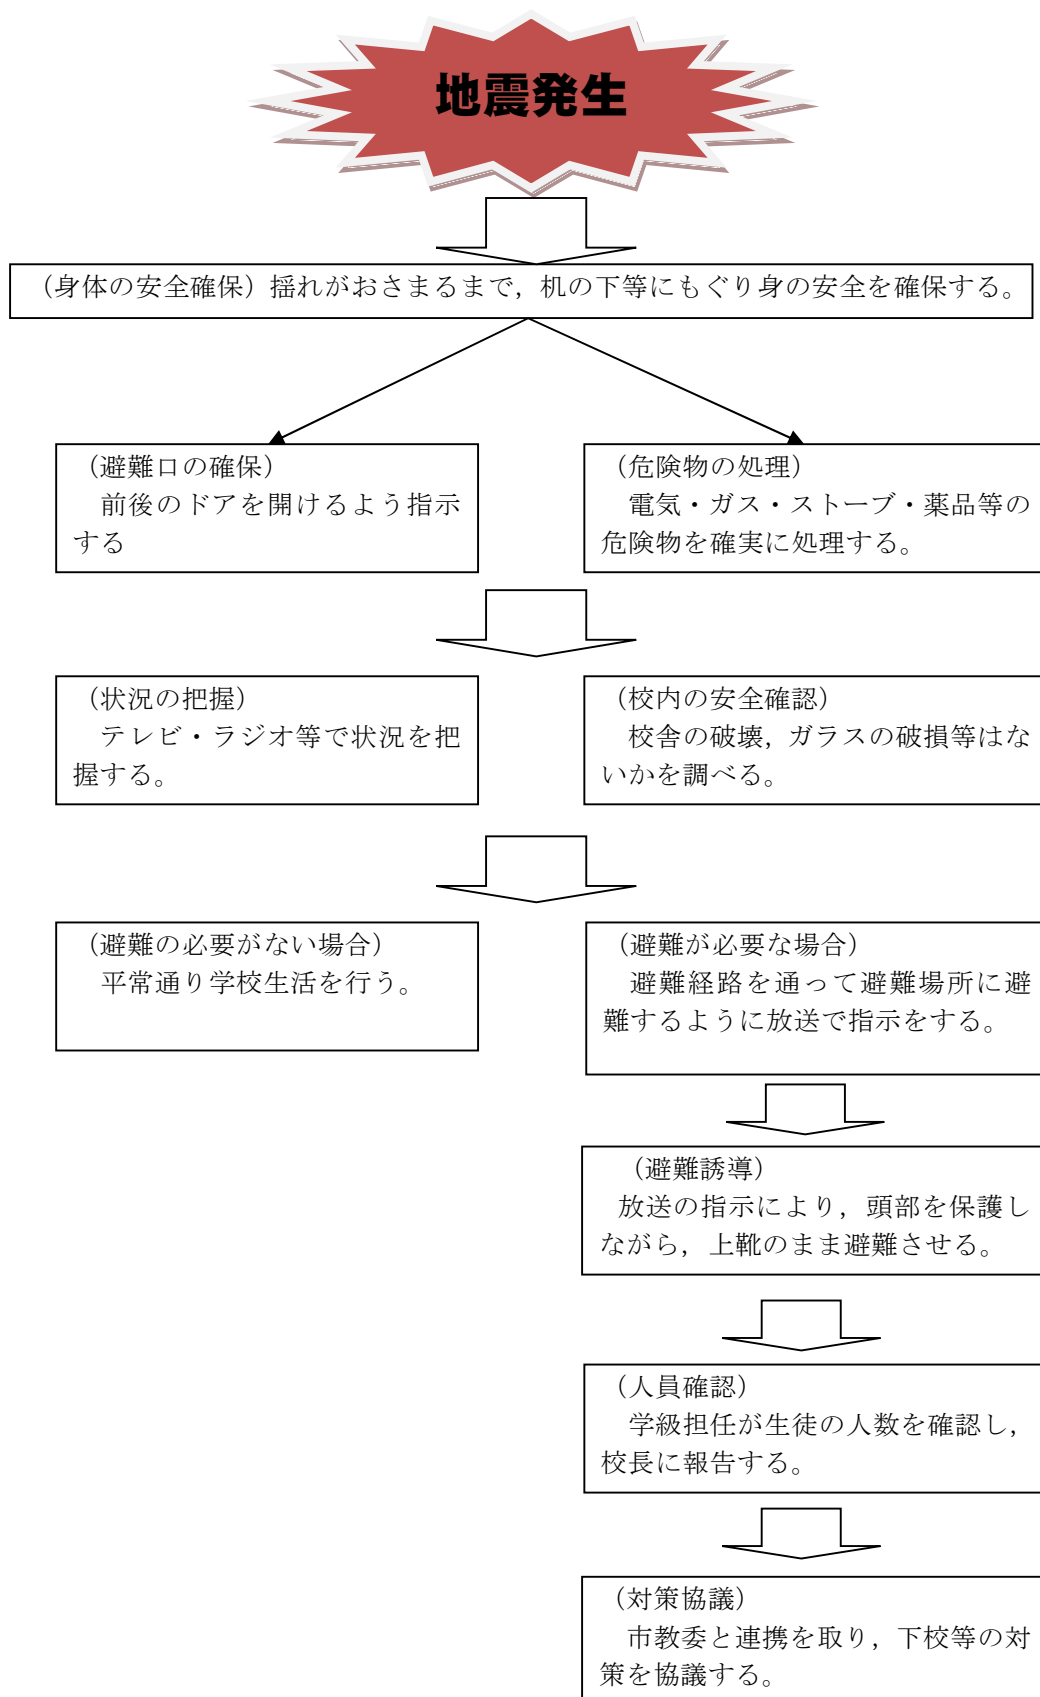 地震発生
（身体の安全確保）揺れがおさまるまで，机の下等にもぐり身の安全を確保する。
（避難口の確保）
前後のドアを開けるよう指示
する
（危険物の処理）
電気・ガス・ストーブ・薬品等の
危険物を確実に処理する。
（状況の把握）
テレビ・ラジオ等で状況を把
握する。
（校内の安全確認）
校舎の破壊，ガラスの破損等はな
いかを調べる。
（避難の必要がない場合）
平常通り学校生活を行う。
（避難が必要な場合）
避難経路を通って避難場所に避
難するように放送で指示をする。
（避難誘導）
放送の指示により，頭部を保護し
ながら，上靴のまま避難させる。
（人員確認）
学級担任が生徒の人数を確認し，
校長に報告する。
（対策協議）
市教委と連携を取り，下校等の対
策を協議する。